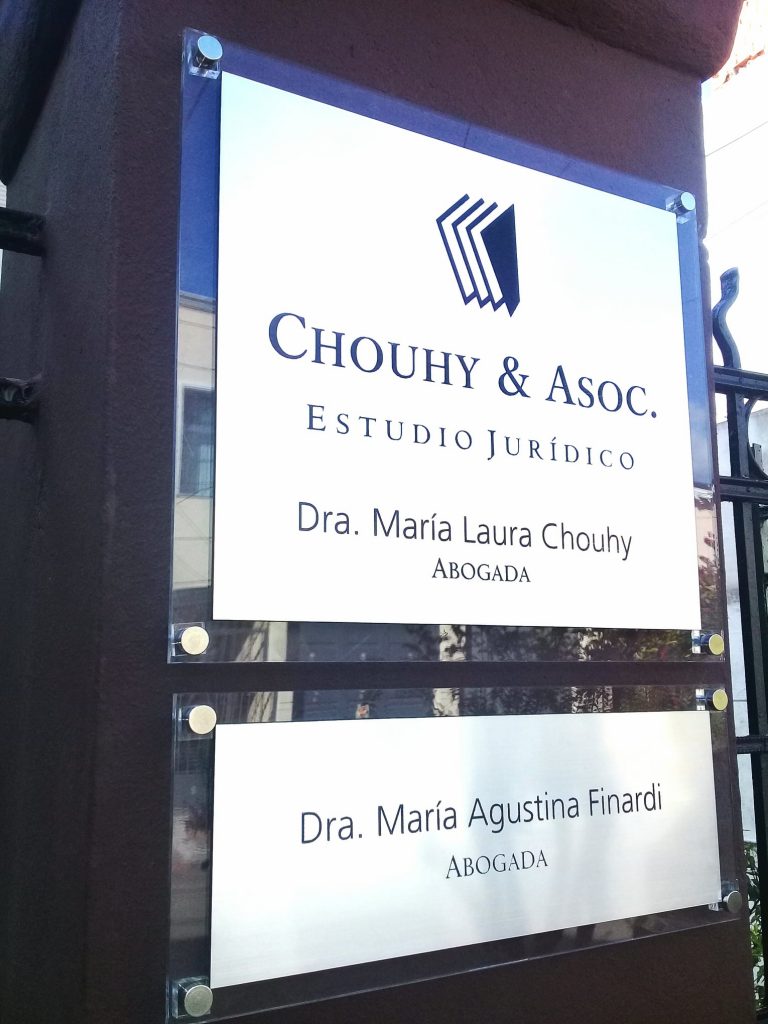 CHOUHY & ASOC.
ESTUDIO JURÍDICO
Dra. María Laura Chouhy
ABOGADA
Dra. María Agustina Finardi
ABOGADA